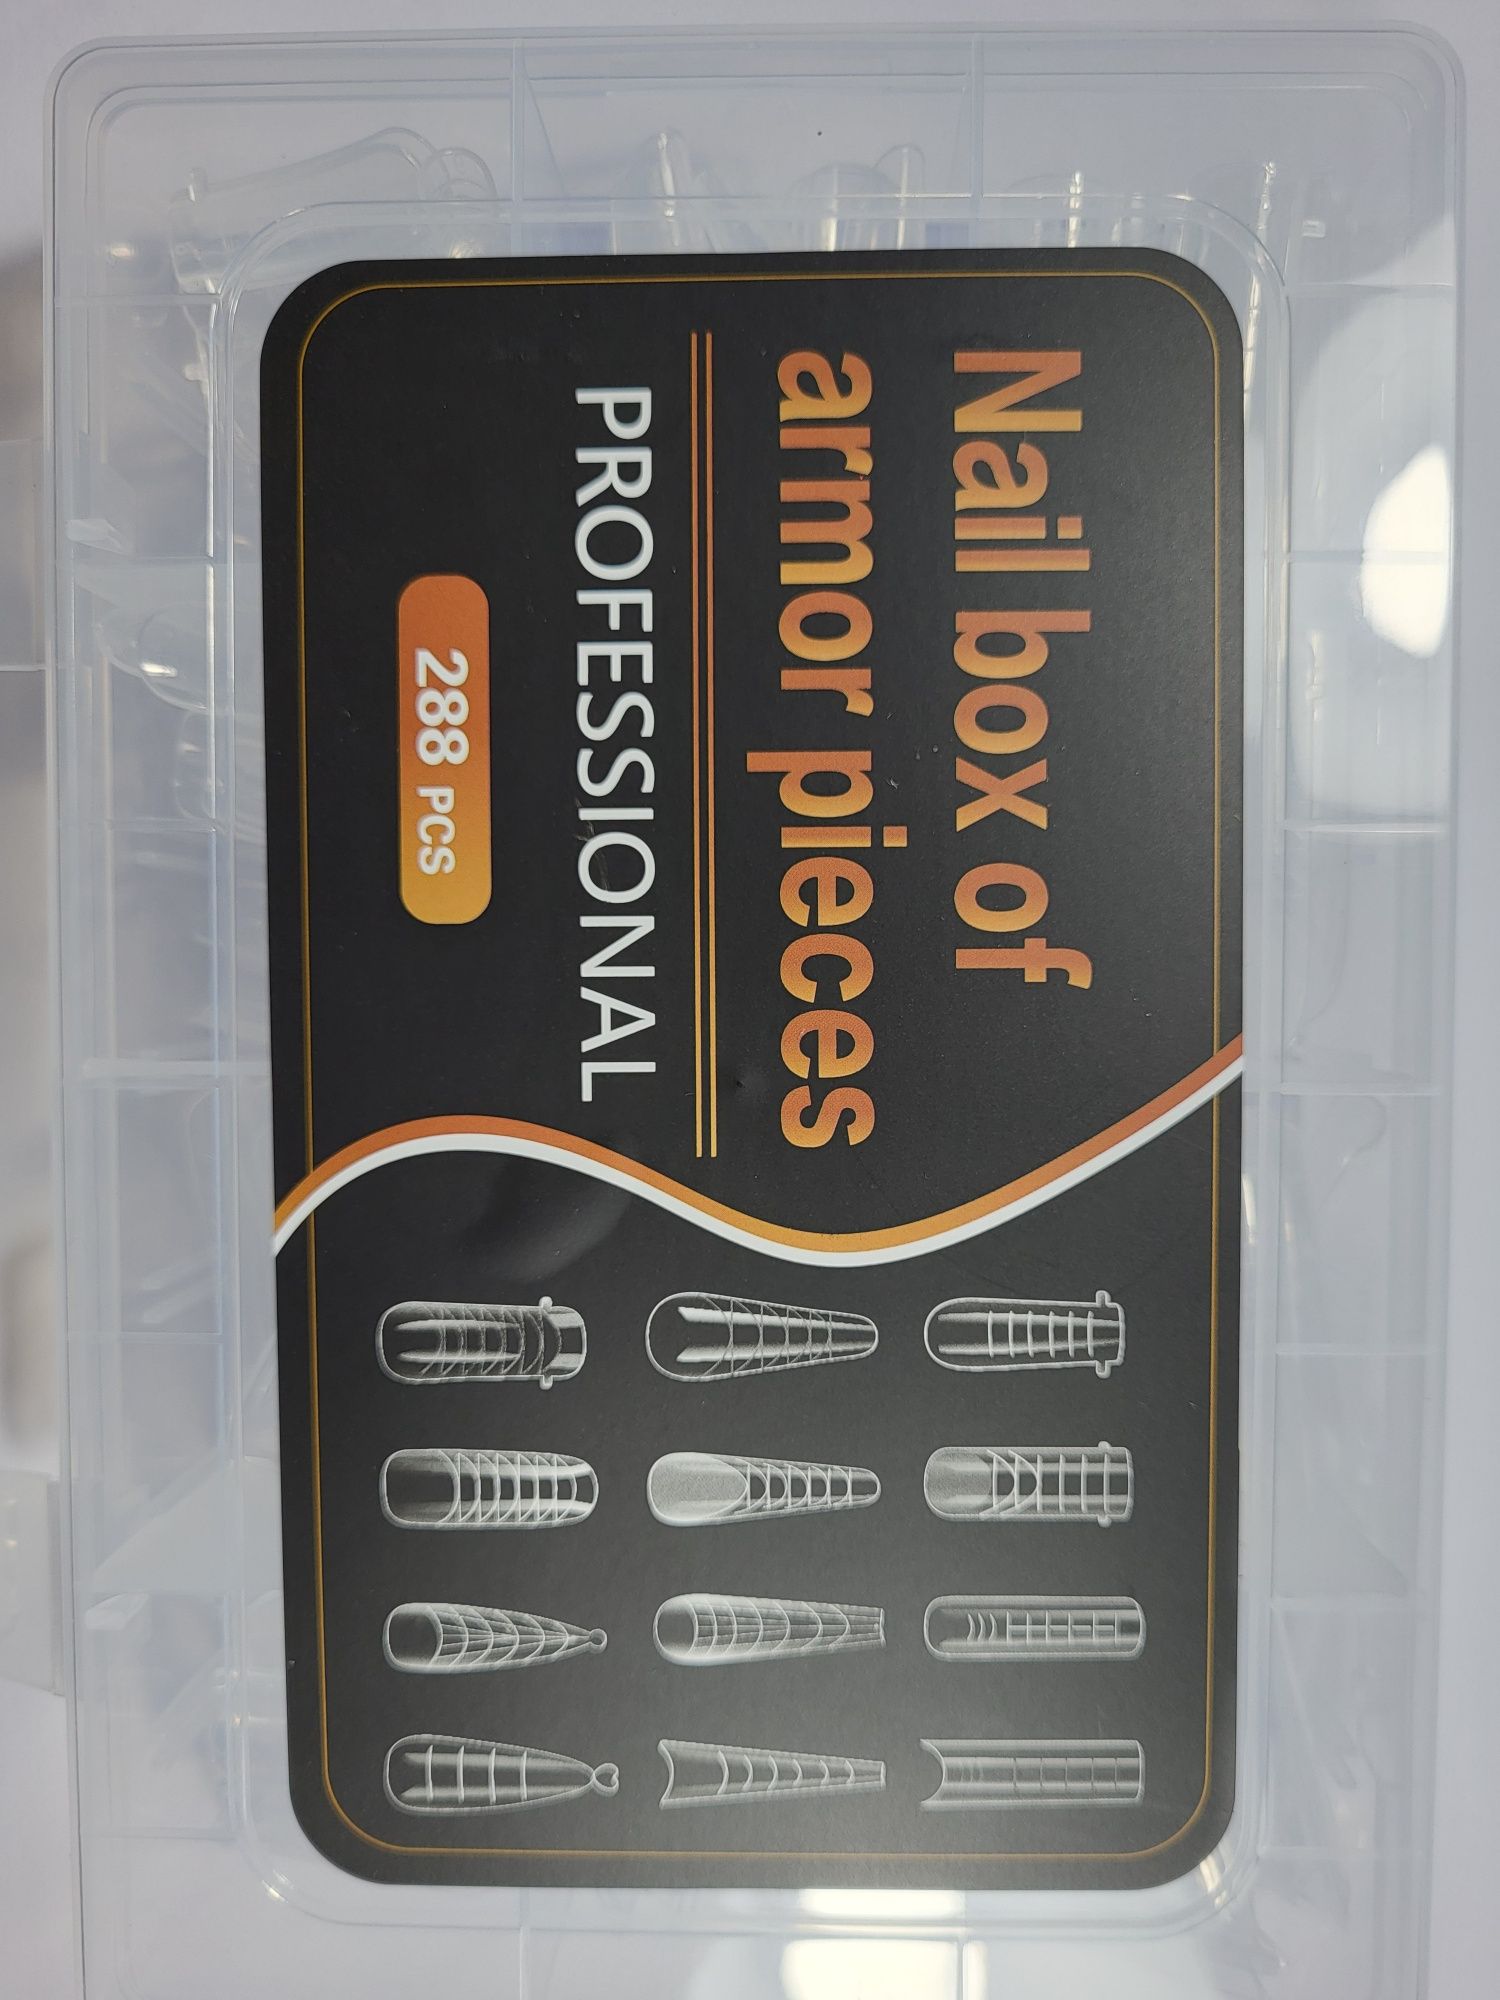 Nail box of
armor pieces
PROFESSIONAL
288 PCS